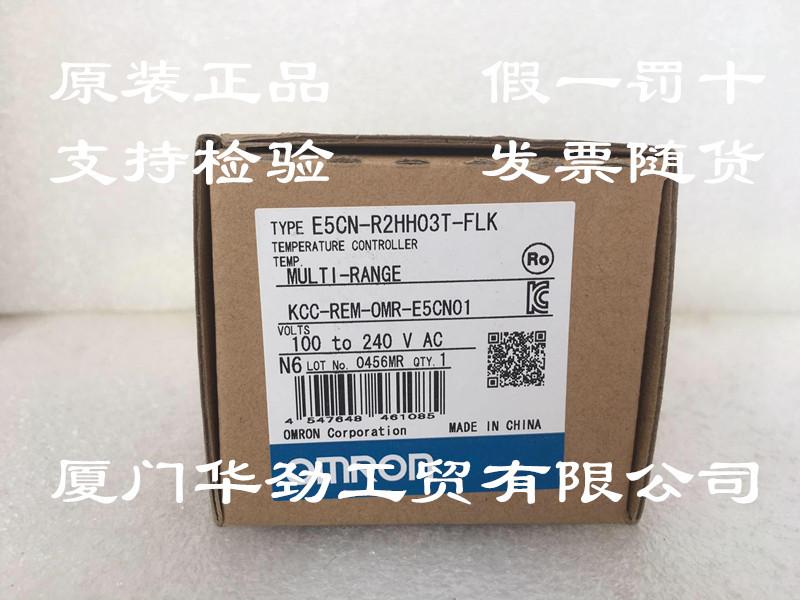 原装正品 假一罚十
支持检验 发票随货
TYPE E5CN-R2HH03T-FLK
TEMPERATURE CONTROLLER
TEMP.
MULTI-RANGE
Ro
KCC-REM-OMR-E5CN01
VOLTS
100 to 240 V AC
N6 LOT No. 0456MR QTY. 1
4 547648 461085
OMRON Corporation MADE IN CHINA
OMRON
厦门华劲工贸有限公司